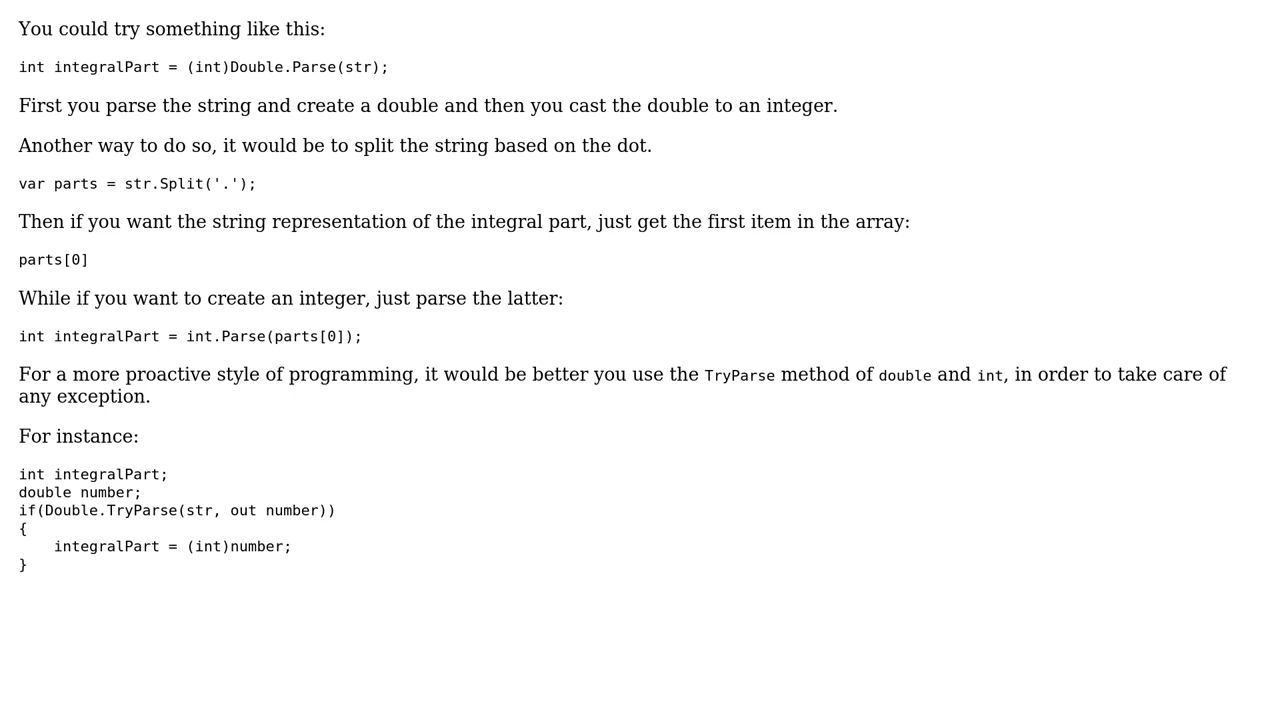 You could try something like this:
int integralPart = (int)Double.Parse(str);
First you parse the string and create a double and then you cast the double to an integer.
Another way to do so, it would be to split the string based on the dot.
var parts = str.Split('.');
Then if you want the string representation of the integral part, just get the first item in the array:
parts[0]
While if you want to create an integer, just parse the latter:
int integralPart = int.Parse(parts[0]);
For a more proactive style of programming, it would be better you use the TryParse method of double and int, in order to take care of
any exception.
For instance:
int integralPart;
double number;
if(Double.TryParse(str, out number))
{
    integralPart = (int)number;
}